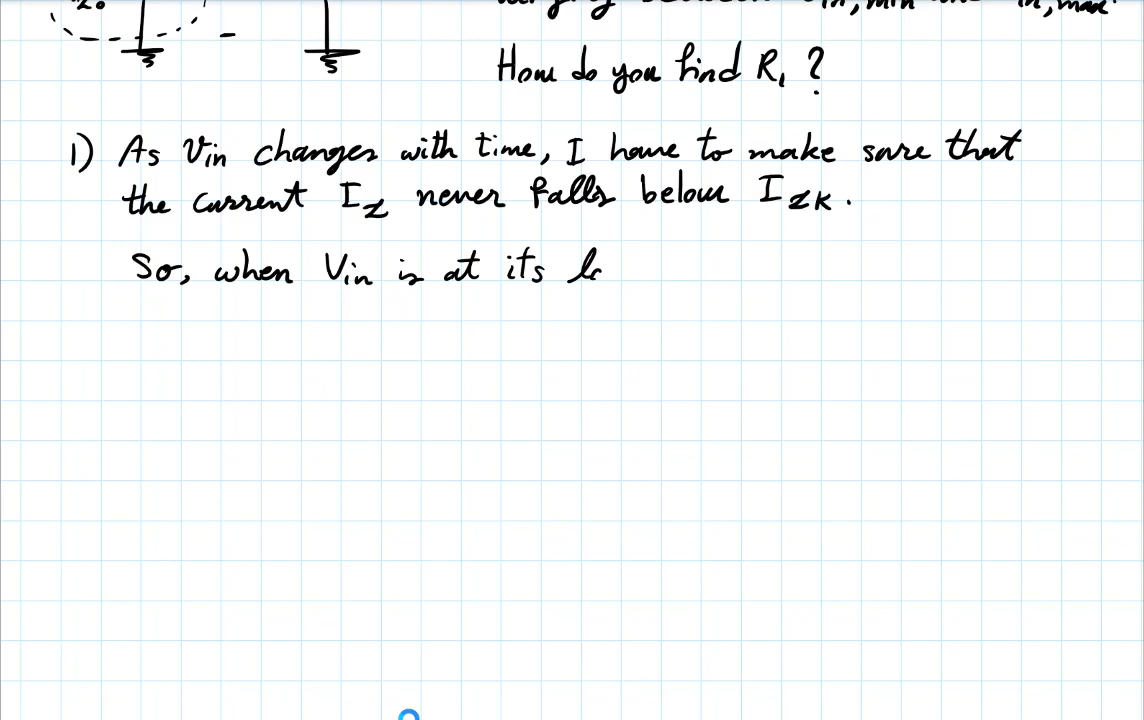 How do you find R1 ?
1) As Vin changes with time, I have to make sure that
the current Iz never falls below IZK.
So, when Vin is at its lo